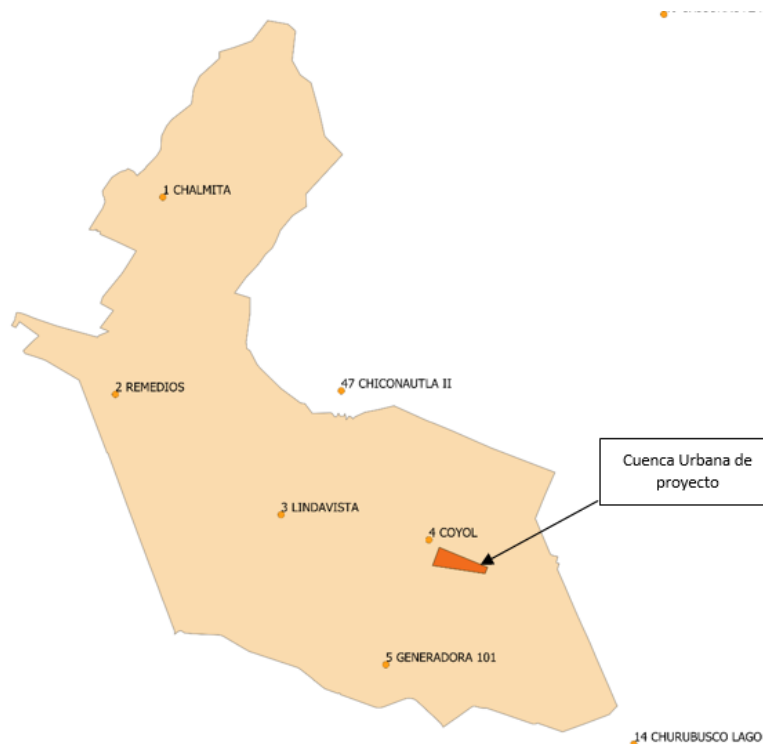 1 CHALMITA
47 CHICONAUTLA II
2 REMEDIOS
Cuenca Urbana de
proyecto
3 LINDAVISTA
4 COYOL
5 GENERADORA 101
14 CHURUBUSCO LAGO